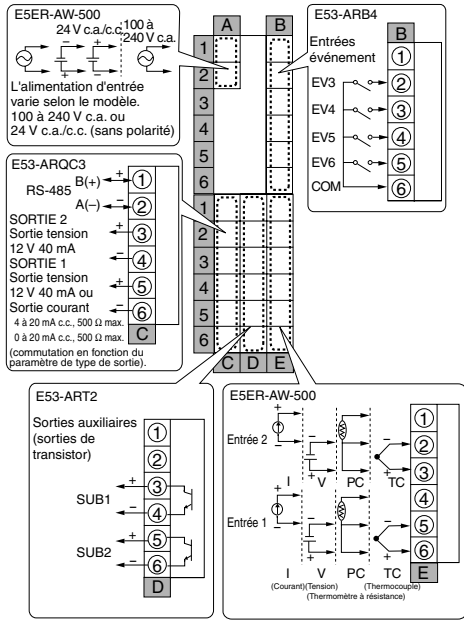 E5ER-AW-500
24 V c.a./c.c.
100 à
240 V c.a.
+ − − +
L'alimentation d'entrée
varie selon le modèle.
100 à 240 V c.a. ou
24 V c.a./c.c. (sans polarité)
A
B
1
2
3
4
5
6
1
2
3
4
5
6
C D E
E53-ARB4
Entrées
événement
EV3
EV4
EV5
EV6
COM
B
1
2
3
4
5
6
E53-ARQC3
RS-485
B(+) +
A(−) −
SORTIE 2
Sortie tension
12 V 40 mA
SORTIE 1
Sortie tension
12 V 40 mA ou
Sortie courant
4 à 20 mA c.c., 500 Ω max.
0 à 20 mA c.c., 500 Ω max.
(commutation en fonction du
paramètre de type de sortie).
+
−
+
−
1
2
3
4
5
6
C
E53-ART2
Sorties auxiliaires
(sorties de
transistor)
SUB1
SUB2
+
−
+
−
1
2
3
4
5
6
D
E5ER-AW-500
Entrée 2
+ − − +
− +
I V PC TC
Entrée 1
+ − − +
− +
I V PC TC
(Courant)(Tension) (Thermocouple)
(Thermomètre à résistance)
1
2
3
4
5
6
E